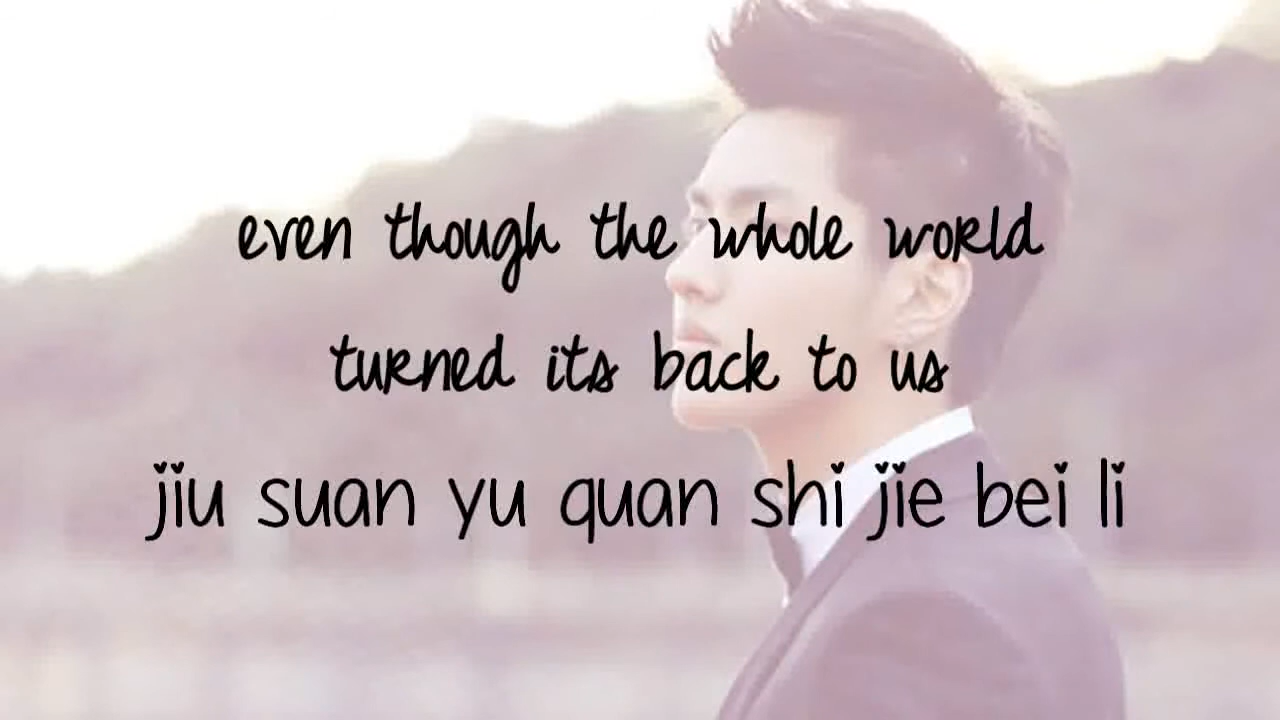 even though the whole world
turned its back to us
jiu suan yu quan shi jie bei li